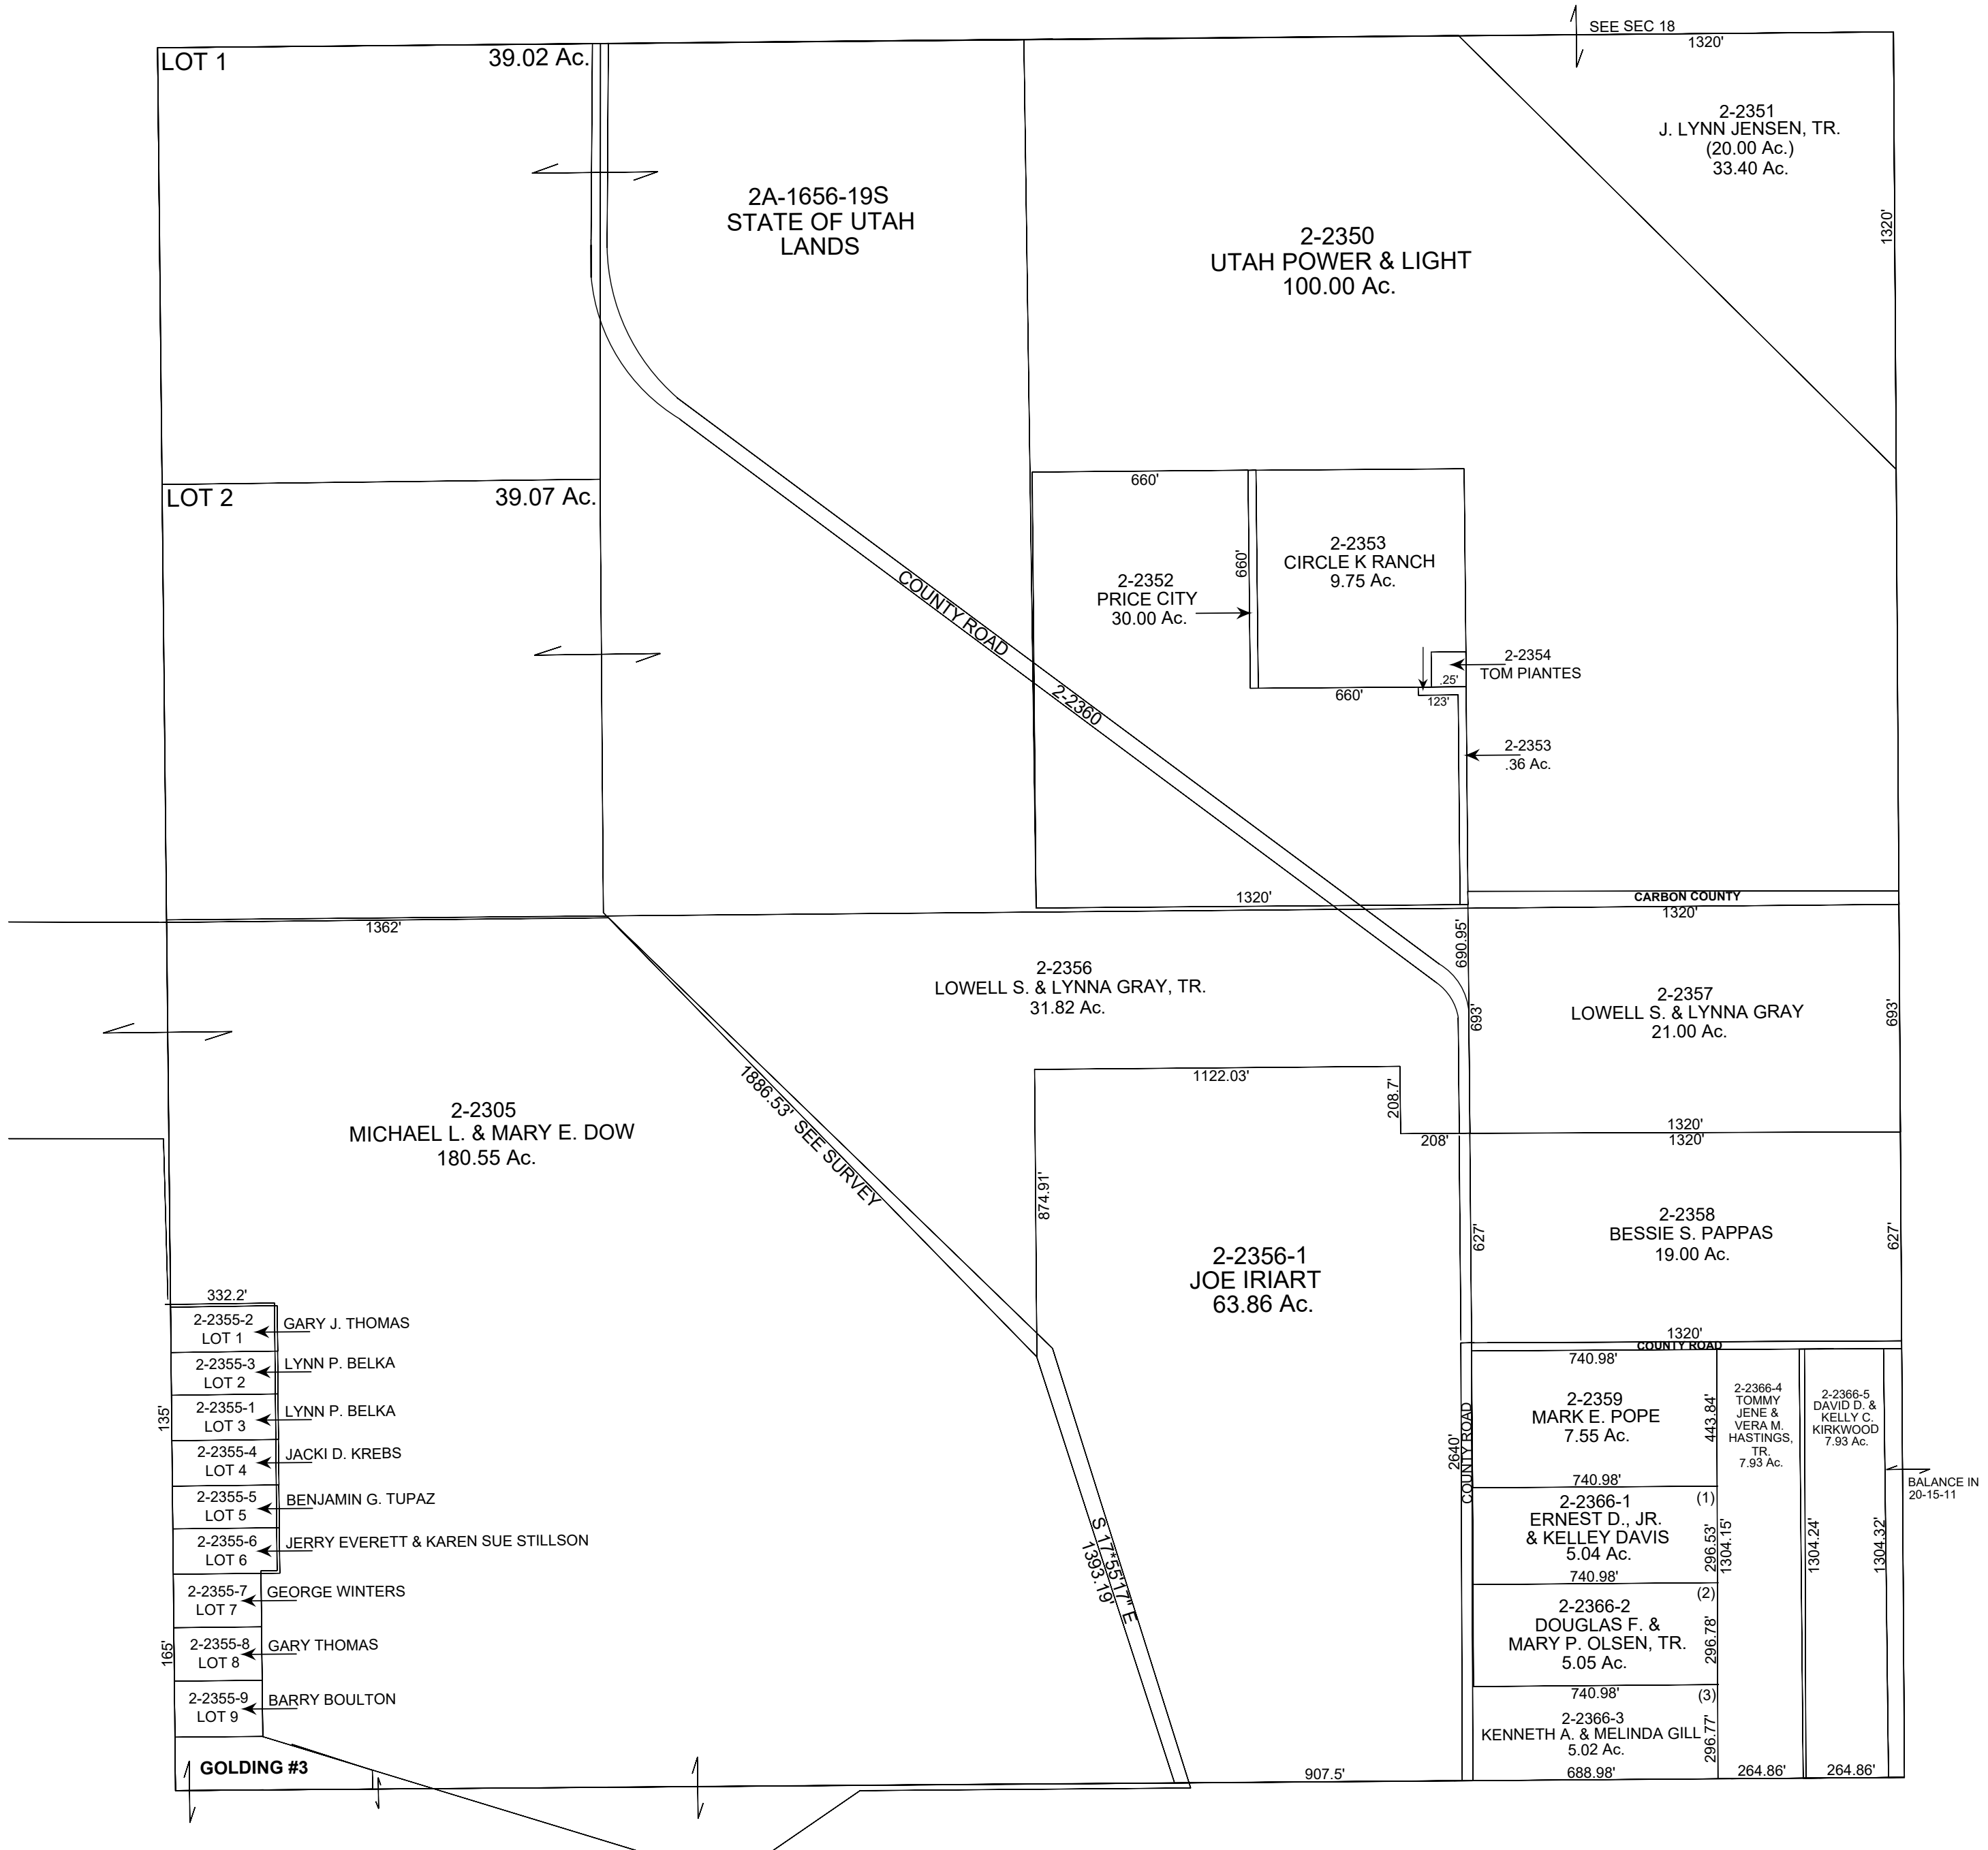 SEE SEC 18
LOT 1
39.02 Ac.
1320'
2-2351
J. LYNN JENSEN, TR.
(20.00 Ac.)
33.40 Ac.
1320'
2A-1656-19S
STATE OF UTAH
LANDS
2-2350
UTAH POWER & LIGHT
100.00 Ac.
LOT 2
39.07 Ac.
660'
660'
2-2353
CIRCLE K RANCH
9.75 Ac.
2-2352
PRICE CITY
30.00 Ac.
COUNTY ROAD
2-2360
2-2354
TOM PIANTES
.25'
660'
123'
2-2353
.36 Ac.
1320'
CARBON COUNTY
1320'
1362'
690.95'
2-2356
LOWELL S. & LYNNA GRAY, TR.
31.82 Ac.
693'
2-2357
LOWELL S. & LYNNA GRAY
21.00 Ac.
693'
1122.03'
208.7'
208'
1320'
1320'
2-2305
MICHAEL L. & MARY E. DOW
180.55 Ac.
1886.53' SEE SURVEY
874.91'
2-2356-1
JOE IRIART
63.86 Ac.
627'
2-2358
BESSIE S. PAPPAS
19.00 Ac.
627'
332.2'
2-2355-2
LOT 1
GARY J. THOMAS
2-2355-3
LOT 2
LYNN P. BELKA
2-2355-1
LOT 3
LYNN P. BELKA
135'
2-2355-4
LOT 4
JACKI D. KREBS
2-2355-5
LOT 5
BENJAMIN G. TUPAZ
2-2355-6
LOT 6
JERRY EVERETT & KAREN SUE STILLSON
2-2355-7
LOT 7
GEORGE WINTERS
165'
2-2355-8
LOT 8
GARY THOMAS
2-2355-9
LOT 9
BARRY BOULTON
GOLDING #3
S 17*55'17" E
1393.19'
907.5'
1320'
COUNTY ROAD
740.98'
2640'
COUNTY ROAD
2-2359
MARK E. POPE
7.55 Ac.
443.84'
740.98'
2-2366-1
ERNEST D., JR.
& KELLEY DAVIS
5.04 Ac.
(1)
296.53'
740.98'
2-2366-2
DOUGLAS F. &
MARY P. OLSEN, TR.
5.05 Ac.
(2)
296.78'
740.98'
(3)
2-2366-3
KENNETH A. & MELINDA GILL
5.02 Ac.
296.77'
688.98'
2-2366-4
TOMMY
JENE &
VERA M.
HASTINGS,
TR.
7.93 Ac.
1304.15'
264.86'
2-2366-5
DAVID D. &
KELLY C.
KIRKWOOD
7.93 Ac.
1304.24'
1304.32'
264.86'
BALANCE IN
20-15-11